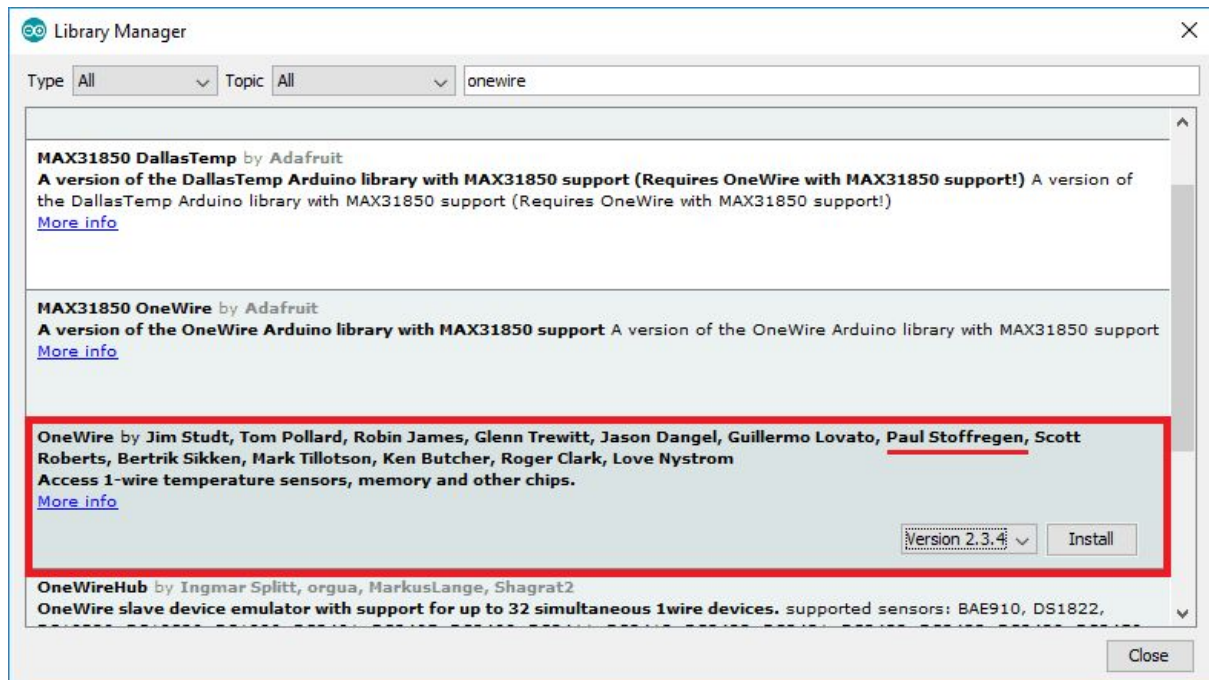 Library Manager
Type All Topic All onewire
MAX31850 DallasTemp by Adafruit
A version of the DallasTemp Arduino library with MAX31850 support (Requires OneWire with MAX31850 support!) A version of
the DallasTemp Arduino library with MAX31850 support (Requires OneWire with MAX31850 support!)
More info
MAX31850 OneWire by Adafruit
A version of the OneWire Arduino library with MAX31850 support A version of the OneWire Arduino library with MAX31850 support
More info
OneWire by Jim Studt, Tom Pollard, Robin James, Glenn Trewitt, Jason Dangel, Guillermo Lovato, Paul Stoffregen, Scott
Roberts, Bertrik Sikken, Mark Tillotson, Ken Butcher, Roger Clark, Love Nystrom
Access 1-wire temperature sensors, memory and other chips.
More info
Version 2.3.4 Install
OneWireHub by Ingmar Splitt, orgua, MarkusLange, Shagrat2
OneWire slave device emulator with support for up to 32 simultaneous 1wire devices. supported sensors: BAE910, DS1822,
Close